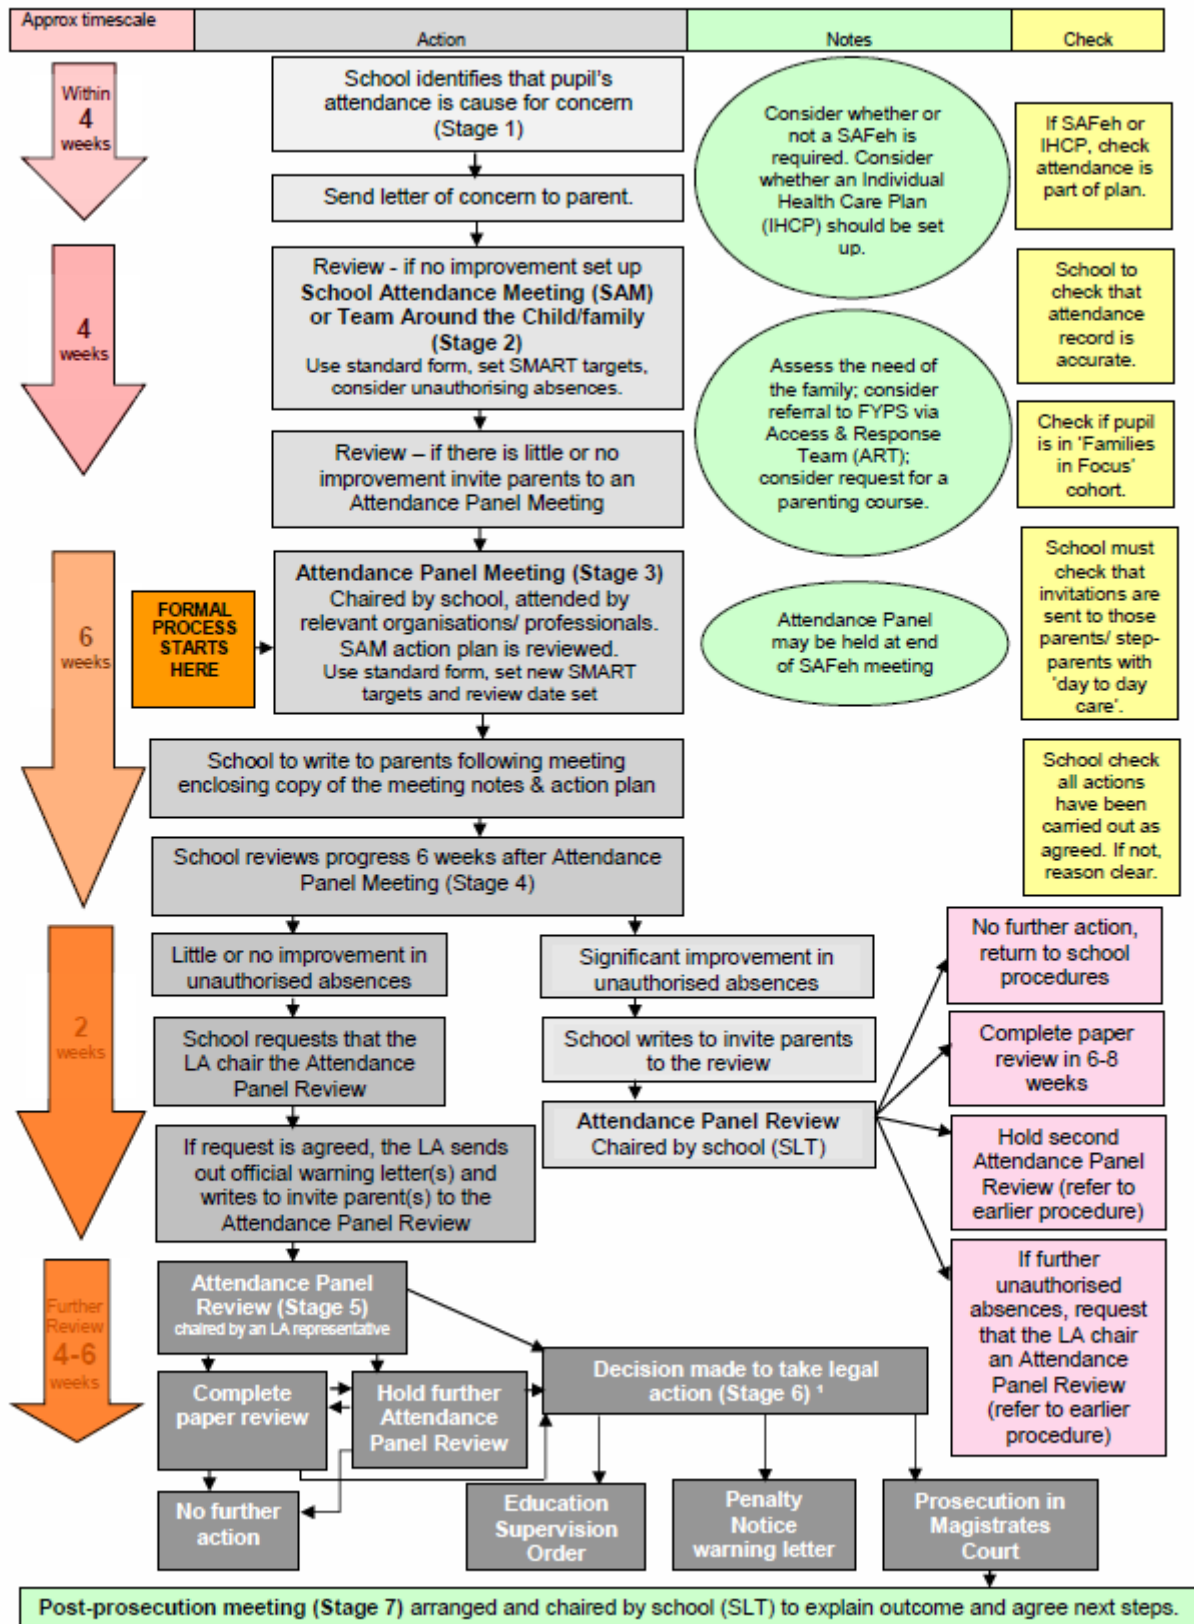 Approx timescale
Action
Notes
Check
Within
4
weeks
School identifies that pupil's
attendance is cause for concern
(Stage 1)
Consider whether or
not a SAFeh is
required. Consider
whether an Individual
Health Care Plan
(IHCP) should be set
up.
If SAFeh or
IHCP, check
attendance is
part of plan.
Send letter of concern to parent.
4
weeks
Review - if no improvement set up
School Attendance Meeting (SAM)
or Team Around the Child/family
(Stage 2)
Use standard form, set SMART targets,
consider unauthorising absences.
School to
check that
attendance
record is
accurate.
Assess the need of
the family; consider
referral to FYPS via
Access & Response
Team (ART);
consider request for a
parenting course.
Check if pupil
is in 'Families
in Focus'
cohort.
Review – if there is little or no
improvement invite parents to an
Attendance Panel Meeting
6
weeks
FORMAL
PROCESS
STARTS
HERE
Attendance Panel Meeting (Stage 3)
Chaired by school, attended by
relevant organisations/ professionals.
SAM action plan is reviewed.
Use standard form, set new SMART
targets and review date set
Attendance Panel
may be held at end
of SAFeh meeting
School must
check that
invitations are
sent to those
parents/ step-
parents with
'day to day
care'.
School to write to parents following meeting
enclosing copy of the meeting notes & action plan
School check
all actions
have been
carried out as
agreed. If not,
reason clear.
School reviews progress 6 weeks after Attendance
Panel Meeting (Stage 4)
2
weeks
Little or no improvement in
unauthorised absences
Significant improvement in
unauthorised absences
No further action,
return to school
procedures
School requests that the
LA chair the Attendance
Panel Review
School writes to invite parents
to the review
Complete paper
review in 6-8
weeks
Attendance Panel Review
Chaired by school (SLT)
If request is agreed, the LA sends
out official warning letter(s) and
writes to invite parent(s) to the
Attendance Panel Review
Hold second
Attendance Panel
Review (refer to
earlier procedure)
If further
unauthorised
absences, request
that the LA chair
an Attendance
Panel Review
(refer to earlier
procedure)
Further
Review
4-6
weeks
Attendance Panel
Review (Stage 5)
chaired by an LA representative
Complete
paper review
Hold further
Attendance
Panel Review
Decision made to take legal
action (Stage 6) ¹
No further
action
Education
Supervision
Order
Penalty
Notice
warning letter
Prosecution in
Magistrates
Court
Post-prosecution meeting (Stage 7) arranged and chaired by school (SLT) to explain outcome and agree next steps.